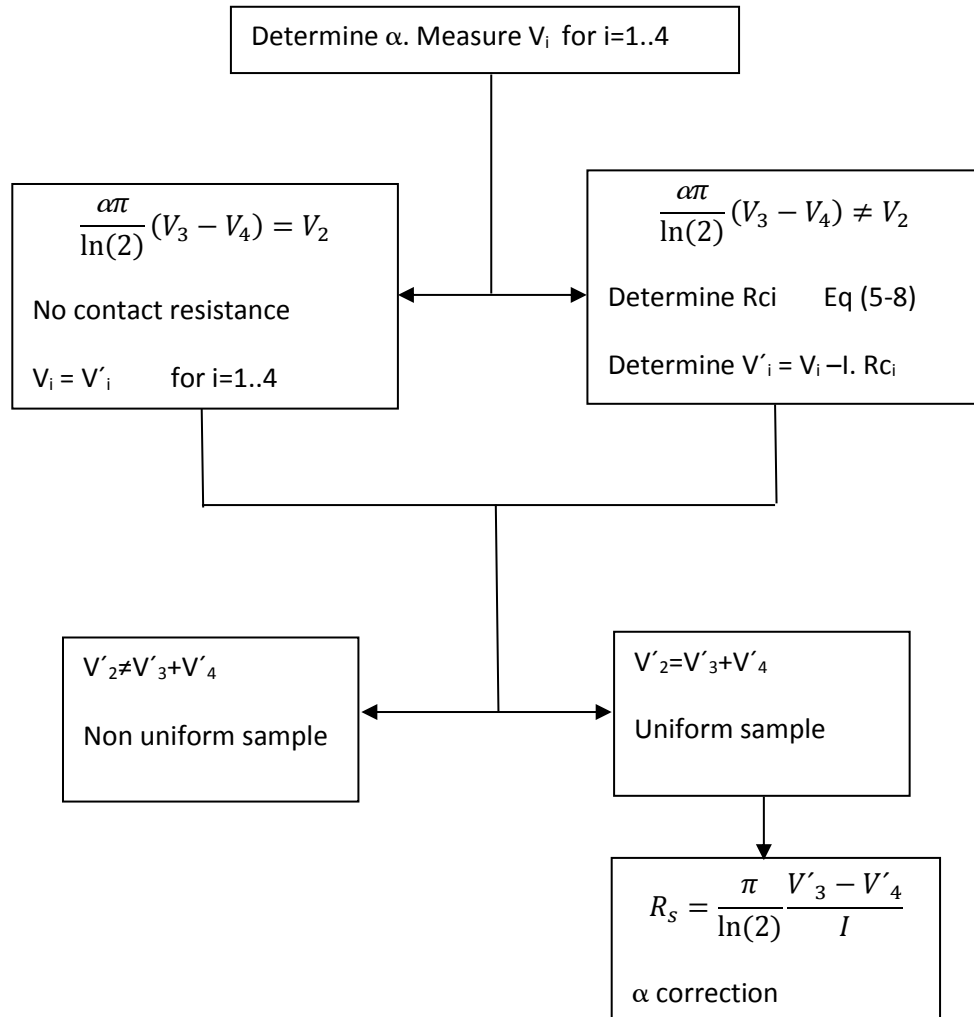 Determine α. Measure Vᵢ for i=1..4
απ/ln(2) (V₃ − V₄) = V₂
No contact resistance
Vᵢ = V´ᵢ for i=1..4
απ/ln(2) (V₃ − V₄) ≠ V₂
Determine Rci Eq (5-8)
Determine V´ᵢ = Vᵢ –I. Rcᵢ
V´₂≠V´₃+V´₄
Non uniform sample
V´₂=V´₃+V´₄
Uniform sample
Rₛ = π/ln(2) V´₃ − V´₄/I
α correction